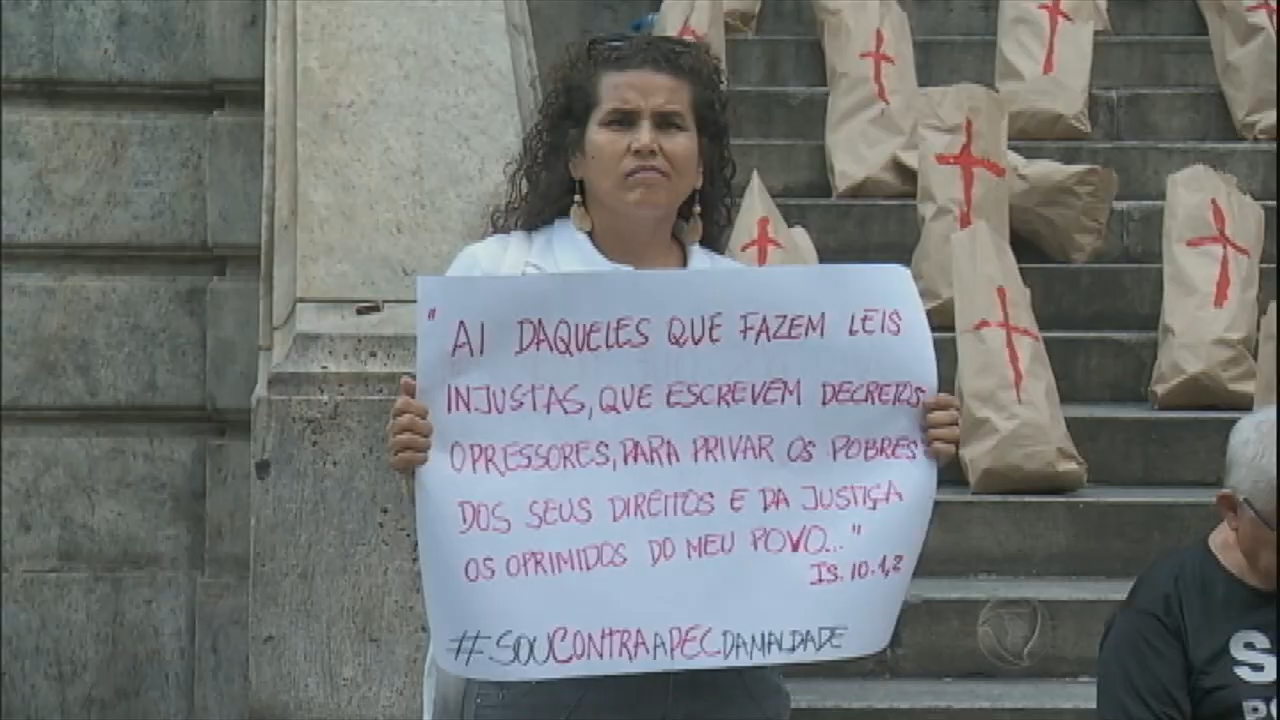 " AI DAQUELES QUE FAZEM LEIS
INJUSTAS, QUE ESCREVEM DECRETOS
OPRESSORES, PARA PRIVAR OS POBRES
DOS SEUS DIREITOS E DA JUSTIÇA
OS OPRIMIDOS DO MEU POVO..."
IS. 10.1,2
#SOUCONTRAAPECDAMALDADE